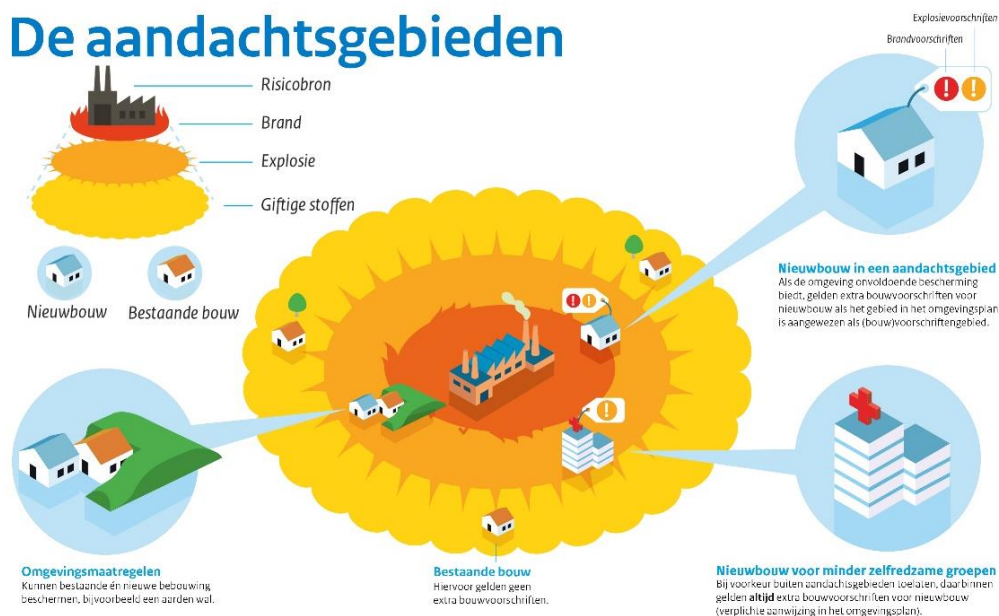 De aandachtsgebieden
Explosievoorschriften
Brandvoorschriften
Risicobron
Brand
Explosie
Giftige stoffen
Nieuwbouw
Bestaande bouw
Nieuwbouw in een aandachtsgebied
Als de omgeving onvoldoende bescherming
biedt, gelden extra bouwvoorschriften voor
nieuwbouw als het gebied in het omgevingsplan
is aangewezen als (bouw)voorschriftengebied.
Omgevingsmaatregelen
Kunnen bestaande én nieuwe bebouwing
beschermen, bijvoorbeeld een aarden wal.
Bestaande bouw
Hiervoor gelden geen
extra bouwvoorschriften.
Nieuwbouw voor minder zelfredzame groepen
Bij voorkeur buiten aandachtsgebieden toelaten, daarbinnen
gelden altijd extra bouwvoorschriften voor nieuwbouw
(verplichte aanwijzing in het omgevingsplan).